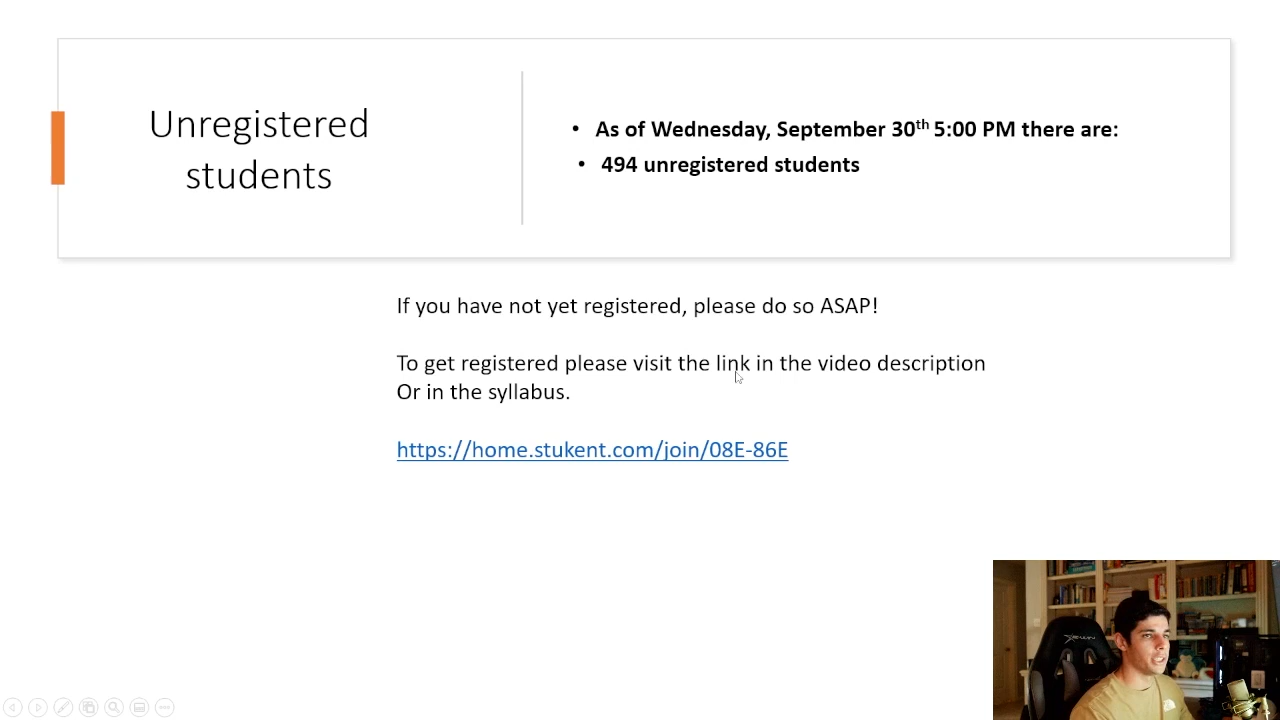 Unregistered
students
• As of Wednesday, September 30th 5:00 PM there are:
• 494 unregistered students
If you have not yet registered, please do so ASAP!
To get registered please visit the link in the video description
Or in the syllabus.
https://home.stukent.com/join/08E-86E